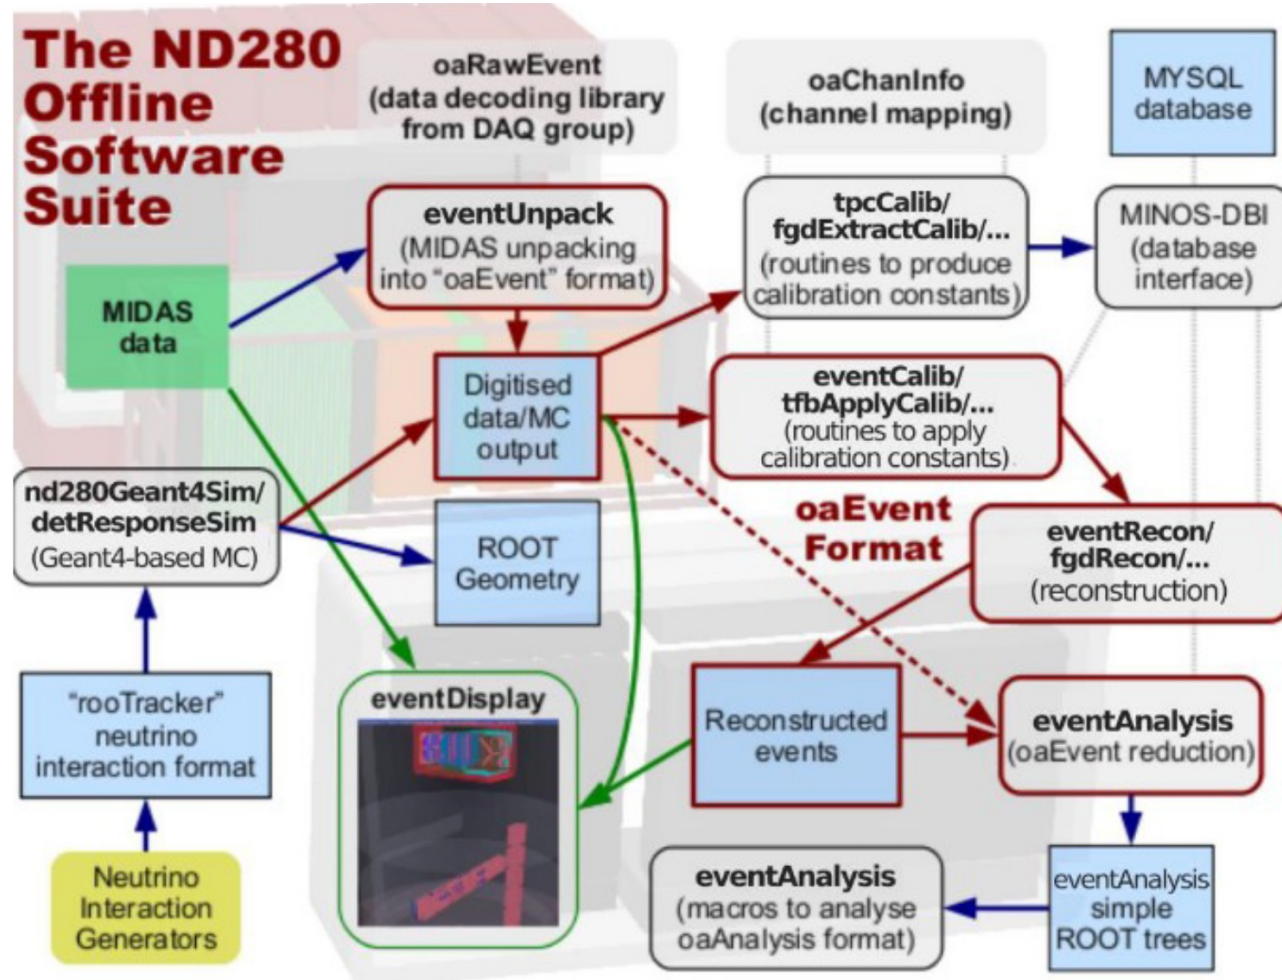 The ND280
Offline
Software
Suite
oaRawEvent
(data decoding library
from DAQ group)
oaChanInfo
(channel mapping)
MYSQL
database
eventUnpack
(MIDAS unpacking
into “oaEvent” format)
tpcCalib/
fgdExtractCalib/...
(routines to produce
calibration constants)
MINOS-DBI
(database
interface)
MIDAS
data
Digitised
data/MC
output
eventCalib/
tfbApplyCalib/...
(routines to apply
calibration constants)
nd280Geant4Sim/
detResponseSim
(Geant4-based MC)
ROOT
Geometry
oaEvent
Format
eventRecon/
fgdRecon/...
(reconstruction)
“rooTracker”
neutrino
interaction format
eventDisplay
Reconstructed
events
eventAnalysis
(oaEvent reduction)
Neutrino
Interaction
Generators
eventAnalysis
(macros to analyse
oaAnalysis format)
eventAnalysis
simple
ROOT trees